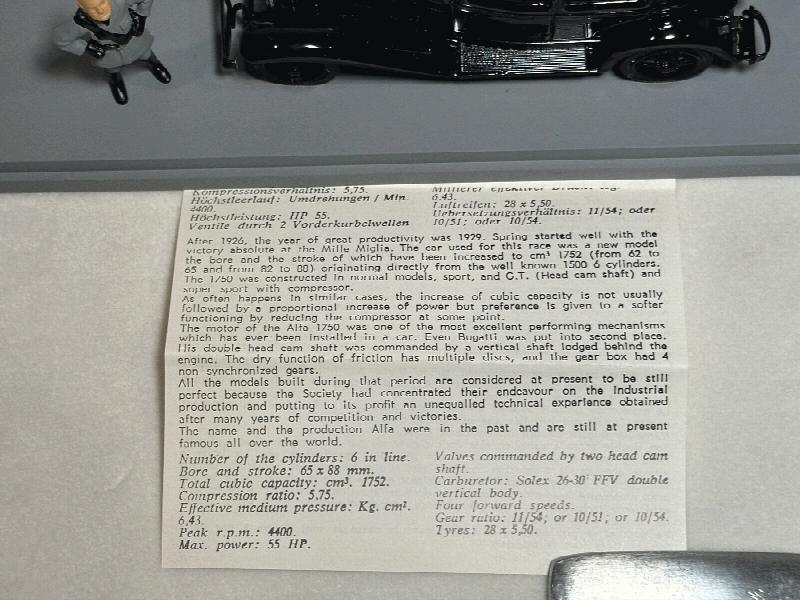 Kompressionsverhältnis: 5,75.
Höchstleerlauf: Umdrehungen / Min.
4400.
Höchstleistung: HP 55.
Ventile durch 2 Vorderkurbelwellen
Mittlerer effektiver
6,43.
Luftreifen: 28 x 5,50.
Uebersetzungsverhältnis: 11/54; oder
10/51; oder 10/54.
After 1926, the year of great productivity was 1929. Spring started well with the
victory absolute at the Mille Miglia. The car used for this race was a new model
the bore and the stroke of which have been increased to cm³ 1752 (from 62 to
65 and from 82 to 88) originating directly from the well known 1500 6 cylinders.
The 1750 was constructed in normal models, sport, and G.T. (Head cam shaft) and
super sport with compressor.
As often happens in similar cases, the increase of cubic capacity is not usually
followed by a proportional increase of power but preference is given to a softer
functioning by reducing the compressor at some point.
The motor of the Alfa 1750 was one of the most excellent performing mechanisms
which has ever been installed in a car. Even Bugatti was put into second place.
His double head cam shaft was commanded by a vertical shaft lodged behind the
engine. The dry function of friction has multiple discs, and the gear box had 4
non synchronized gears.
All the models built during that period are considered at present to be still
perfect because the Society had concentrated their endeavour on the Industrial
production and putting to its profit an unequalled technical experience obtained
after many years of competition and victories.
The name and the production Alfa were in the past and are still at present
famous all over the world.
Number of the cylinders: 6 in line.
Bore and stroke: 65 x 88 mm.
Total cubic capacity: cm³. 1752.
Compression ratio: 5,75.
Effective medium pressure: Kg. cm².
6,43.
Peak r.p.m.: 4400.
Max. power: 55 HP.
Valves commanded by two head cam
shaft.
Carburetor: Solex 26-30 FFV double
vertical body.
Four forward speeds.
Gear ratio: 11/54; or 10/51; or 10/54.
Tyres: 28 x 5,50.